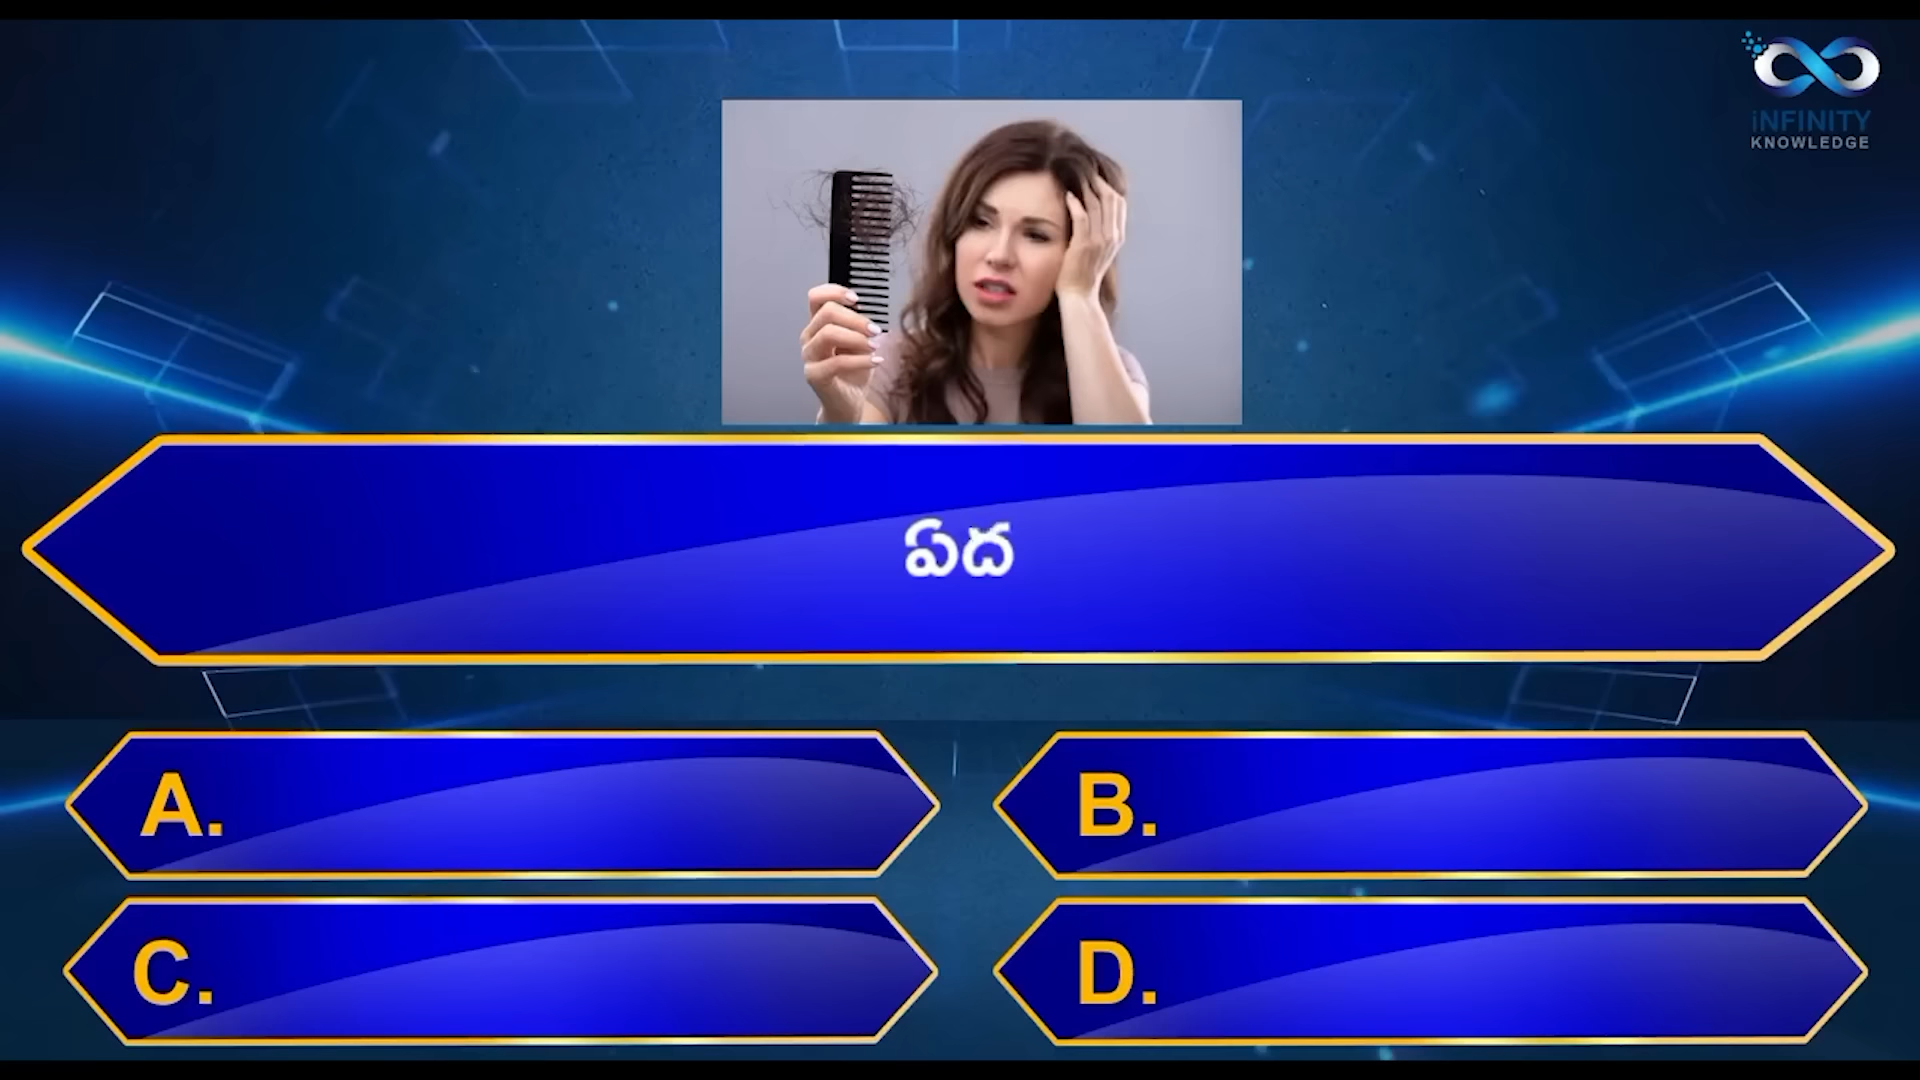 iNFINITY
KNOWLEDGE
ఏద
A.
B.
C.
D.